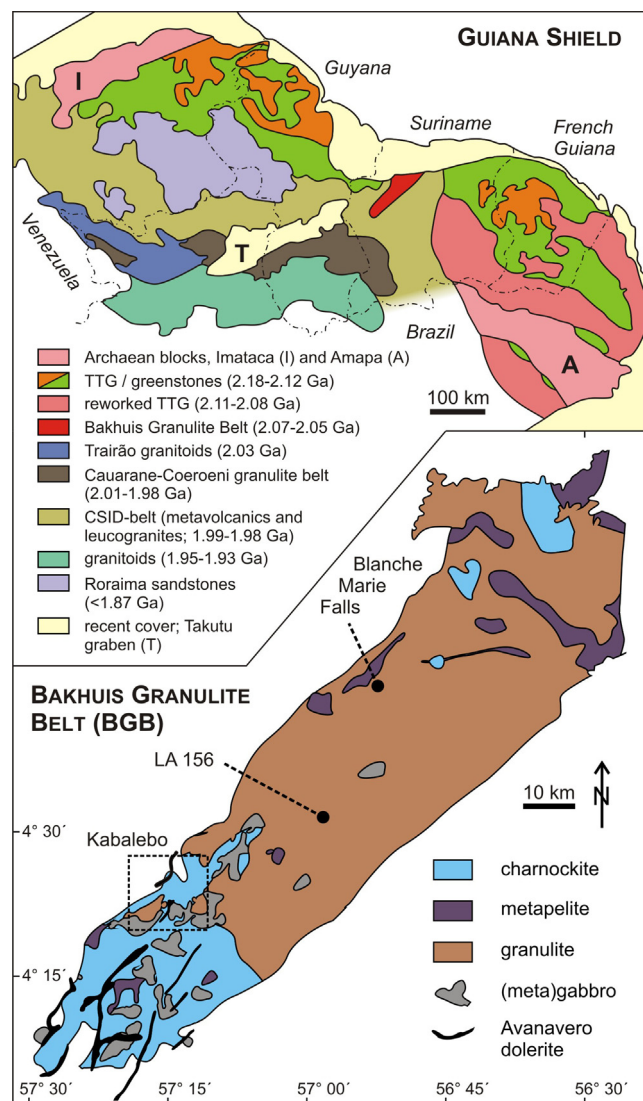 GUIANA SHIELD
I
Guyana
Suriname
French
Guiana
Venezuela
T
Brazil
A
100 km
Archaean blocks, Imataca (I) and Amapa (A)
TTG / greenstones (2.18-2.12 Ga)
reworked TTG (2.11-2.08 Ga)
Bakhuis Granulite Belt (2.07-2.05 Ga)
Trairão granitoids (2.03 Ga)
Cauarane-Coeroeni granulite belt
(2.01-1.98 Ga)
CSID-belt (metavolcanics and
leucogranites; 1.99-1.98 Ga)
granitoids (1.95-1.93 Ga)
Roraima sandstones
(<1.87 Ga)
recent cover; Takutu
graben (T)
Blanche
Marie
Falls
BAKHUIS GRANULITE
BELT (BGB)
LA 156
10 km
N
4° 30´
Kabalebo
charnockite
metapelite
granulite
4° 15´
(meta)gabbro
Avanavero
dolerite
57° 30´ 57° 15´ 57° 00´ 56° 45´ 56° 30´